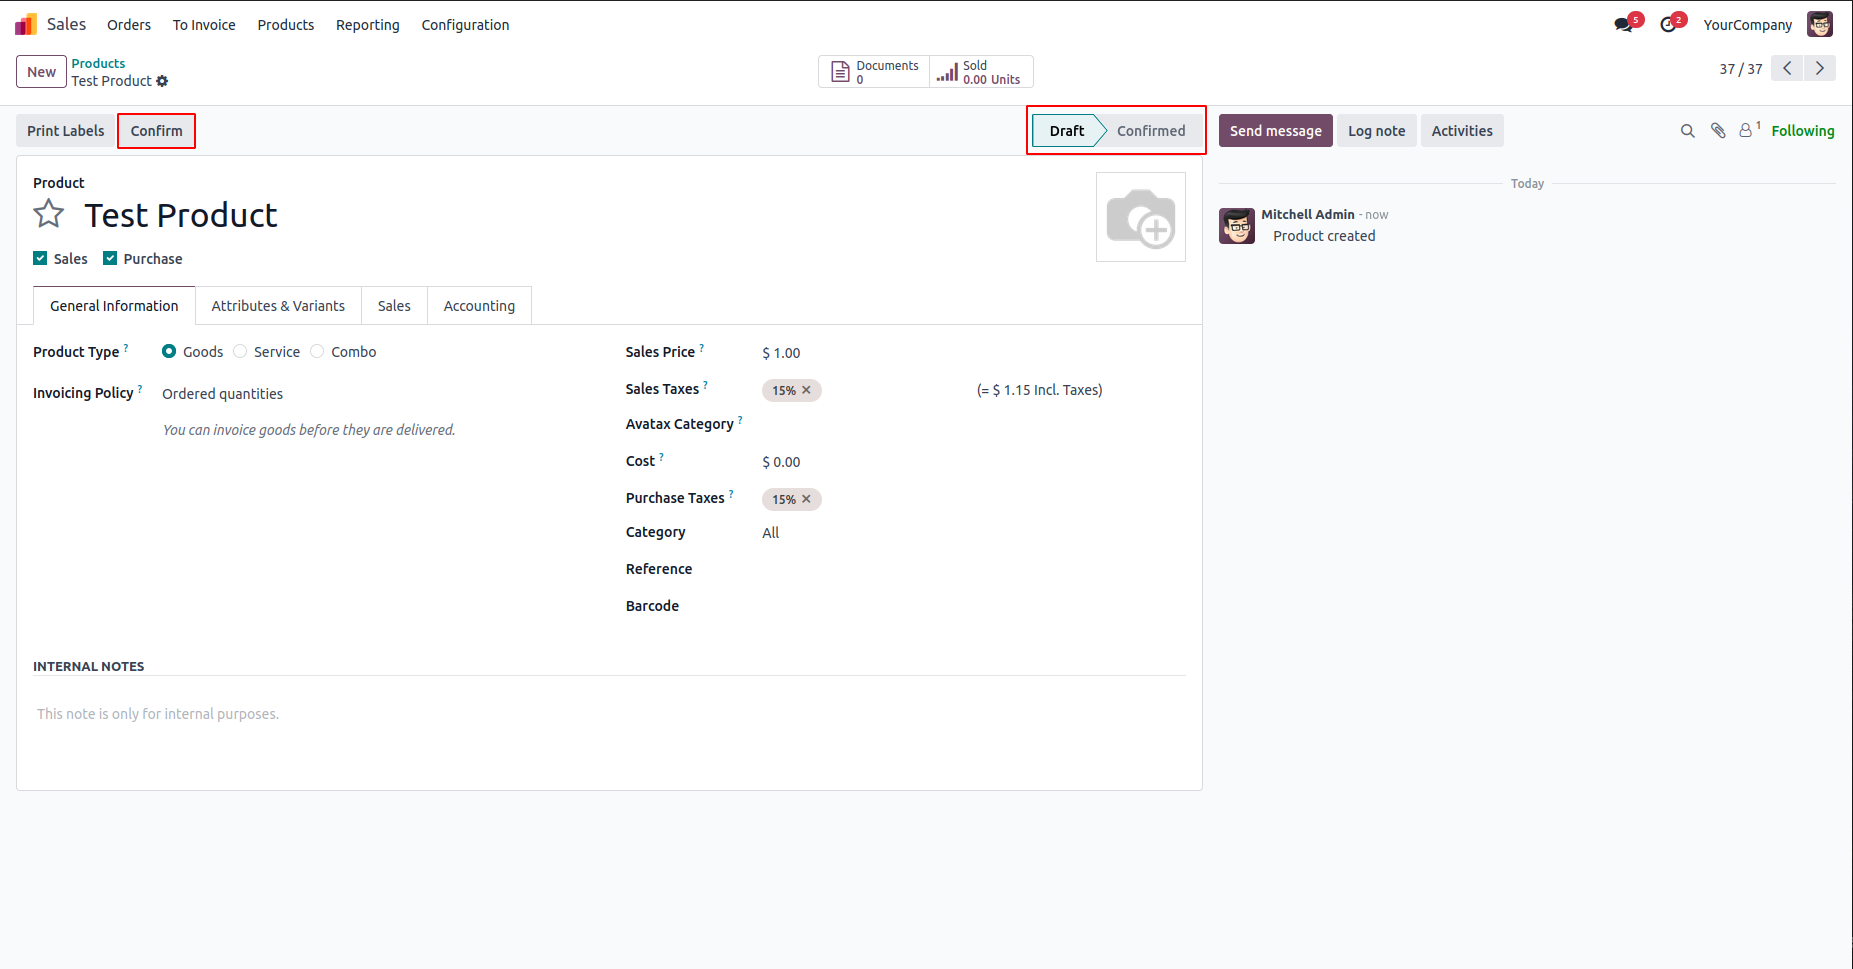 Sales Orders To Invoice Products Reporting Configuration 5 2 YourCompany
New Products Documents Sold
Test Product 0 0.00 Units 37 / 37
Print Labels Confirm Draft Confirmed Send message Log note Activities 1 Following
Product Today
Test Product Mitchell Admin - now
Product created
Sales Purchase
General Information Attributes & Variants Sales Accounting
Product Type ? Goods Service Combo Sales Price ? $ 1.00
Invoicing Policy ? Ordered quantities Sales Taxes ? 15% × (= $ 1.15 Incl. Taxes)
You can invoice goods before they are delivered. Avatax Category ?
Cost ? $ 0.00
Purchase Taxes ? 15% ×
Category All
Reference
Barcode
INTERNAL NOTES
This note is only for internal purposes.